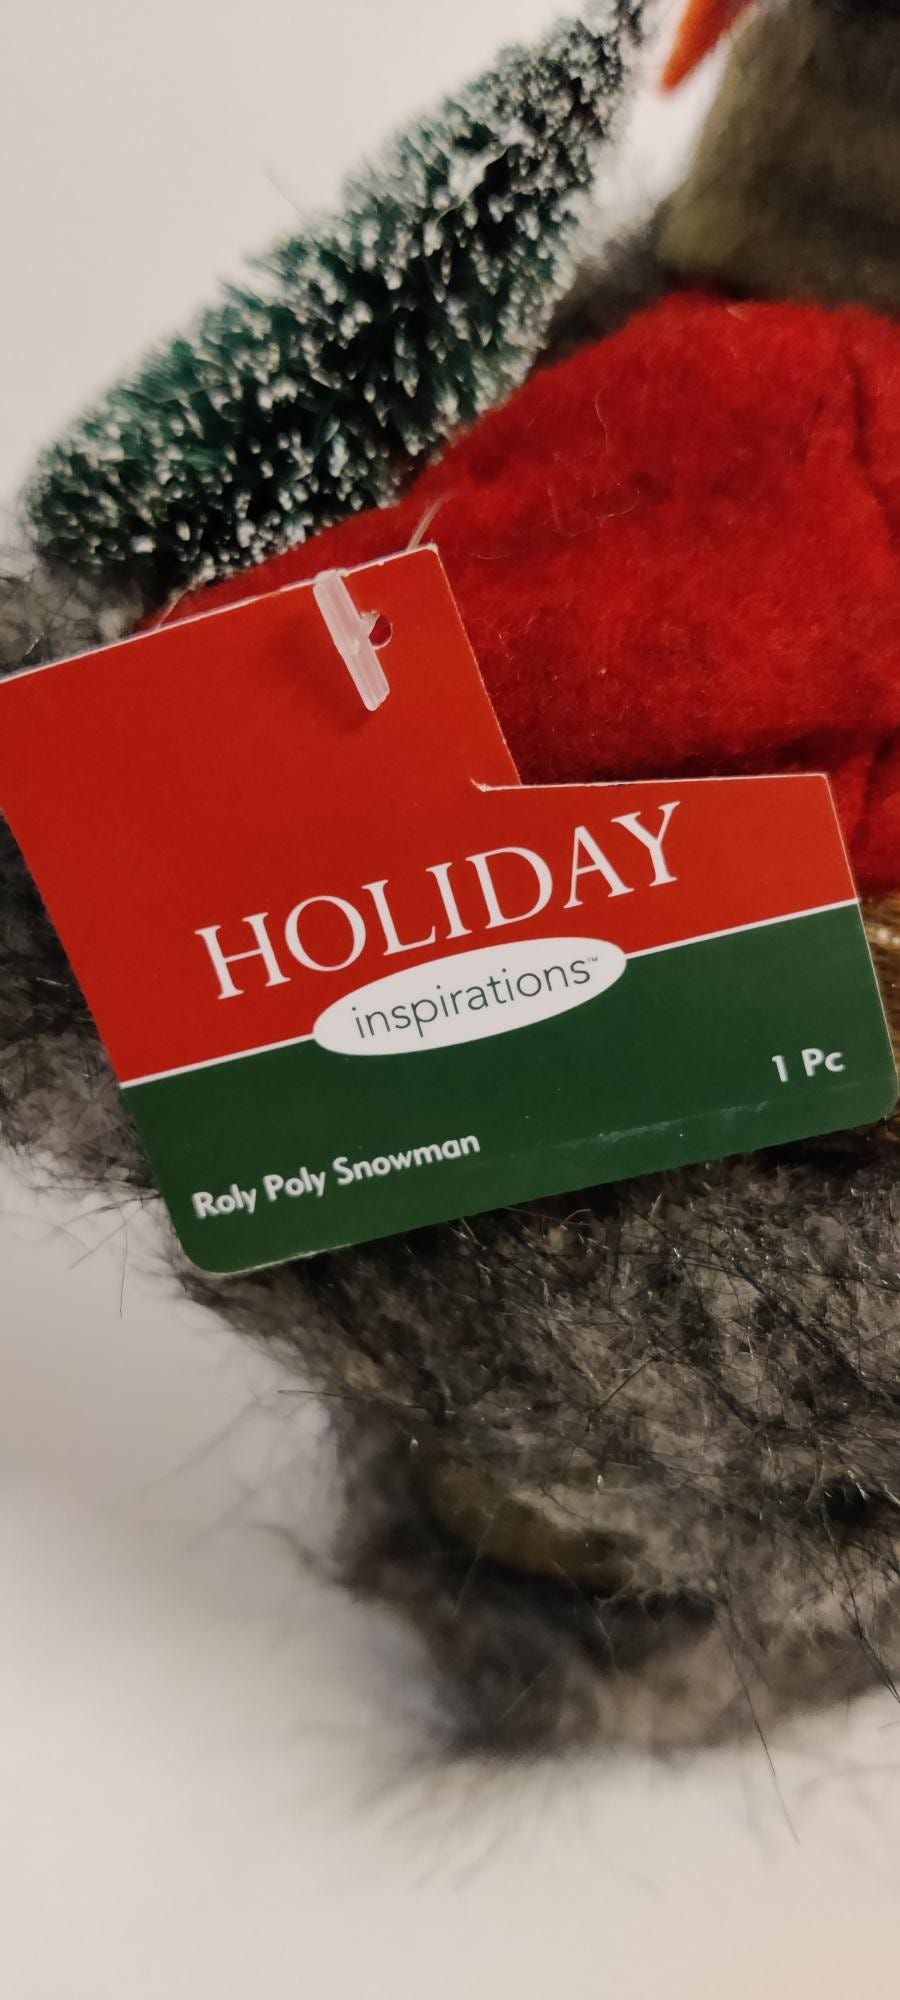 HOLIDAY
inspirations™
1 Pc
Roly Poly Snowman